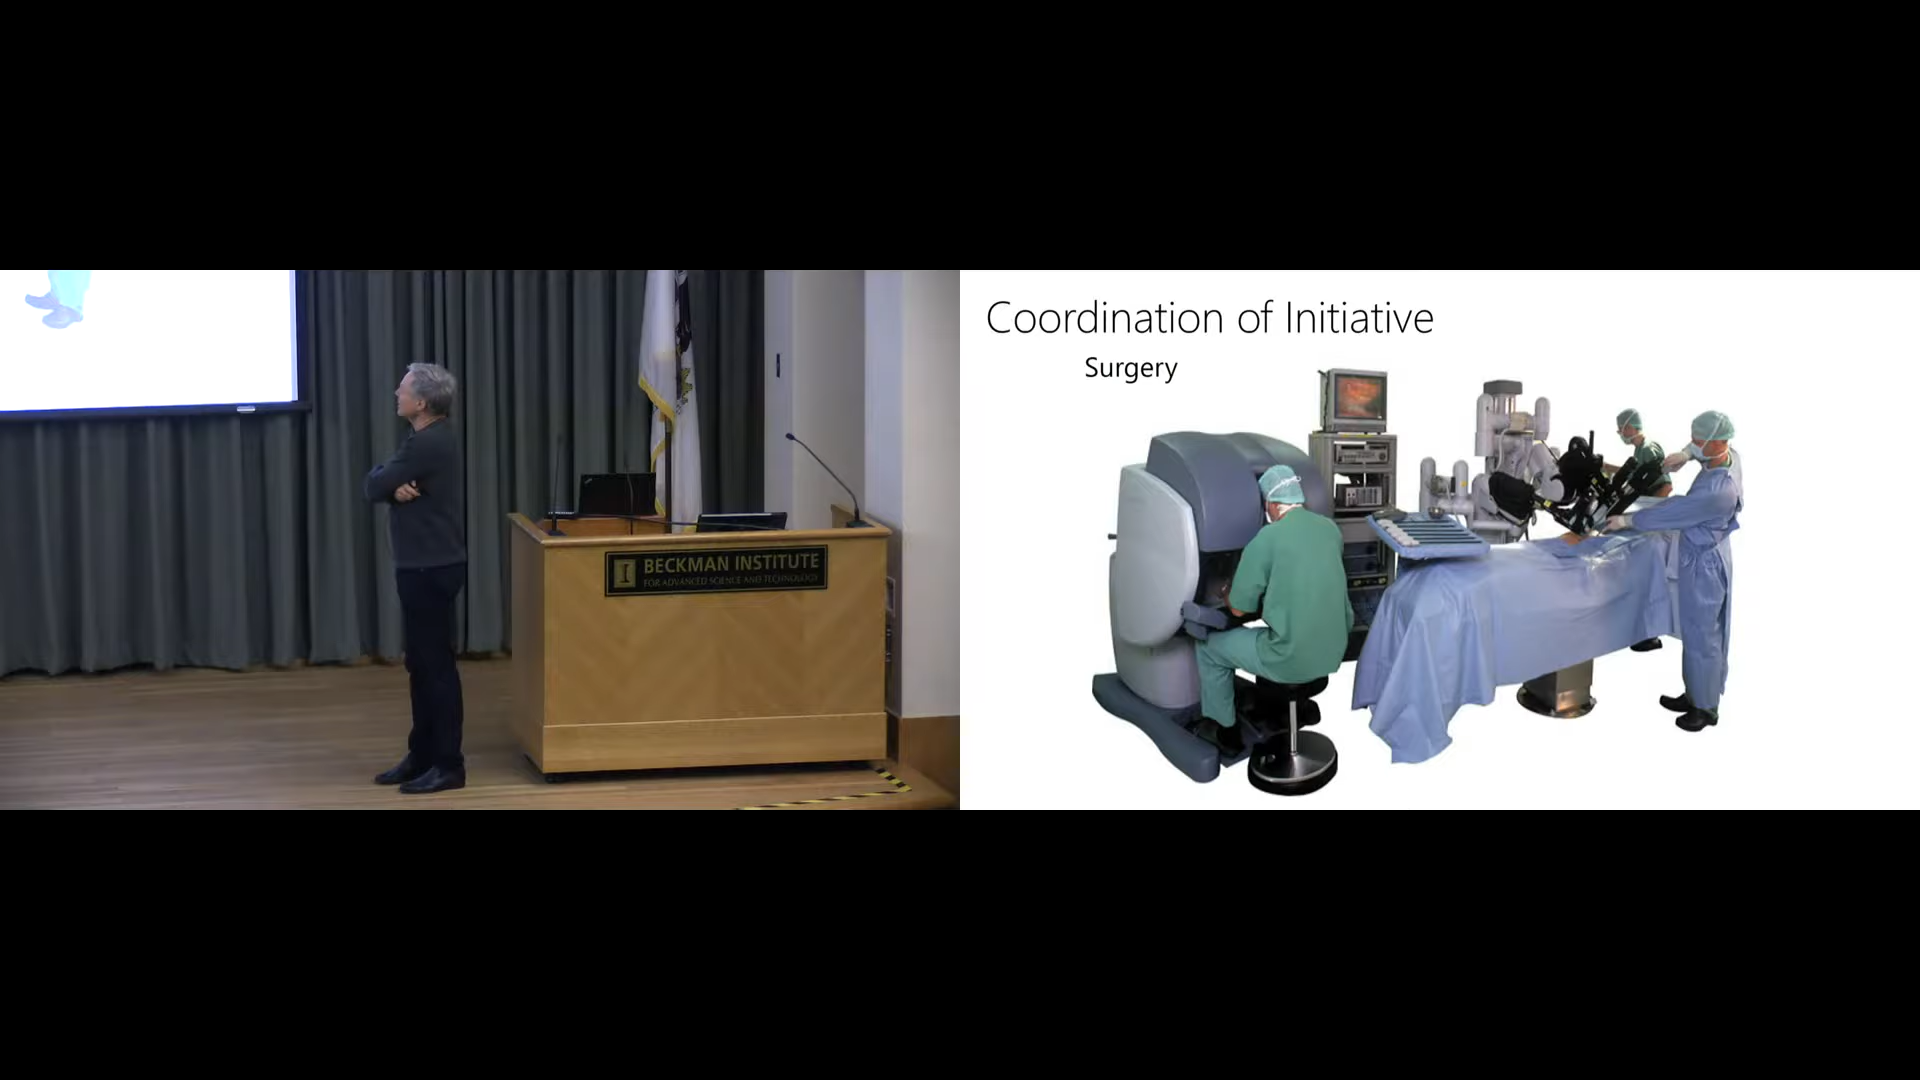 BECKMAN INSTITUTE
FOR ADVANCED SCIENCE AND TECHNOLOGY
Coordination of Initiative
Surgery